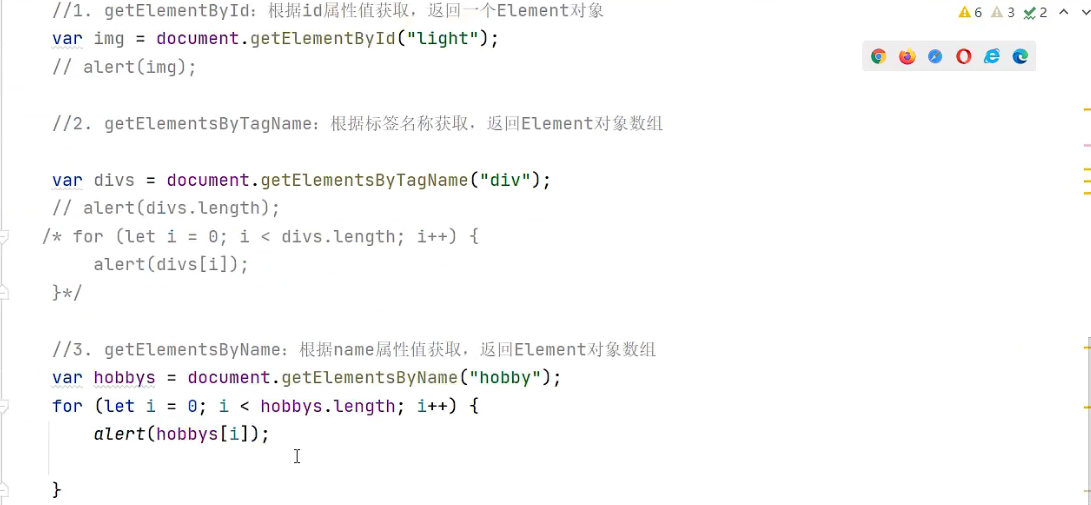 //1. getElementById：根据id属性值获取，返回一个Element对象
6 3 2
var img = document.getElementById("light");
// alert(img);
//2. getElementsByTagName：根据标签名称获取，返回Element对象数组
var divs = document.getElementsByTagName("div");
// alert(divs.length);
/* for (let i = 0; i < divs.length; i++) {
alert(divs[i]);
}*/
//3. getElementsByName：根据name属性值获取，返回Element对象数组
var hobbys = document.getElementsByName("hobby");
for (let i = 0; i < hobbys.length; i++) {
alert(hobbys[i]);
}